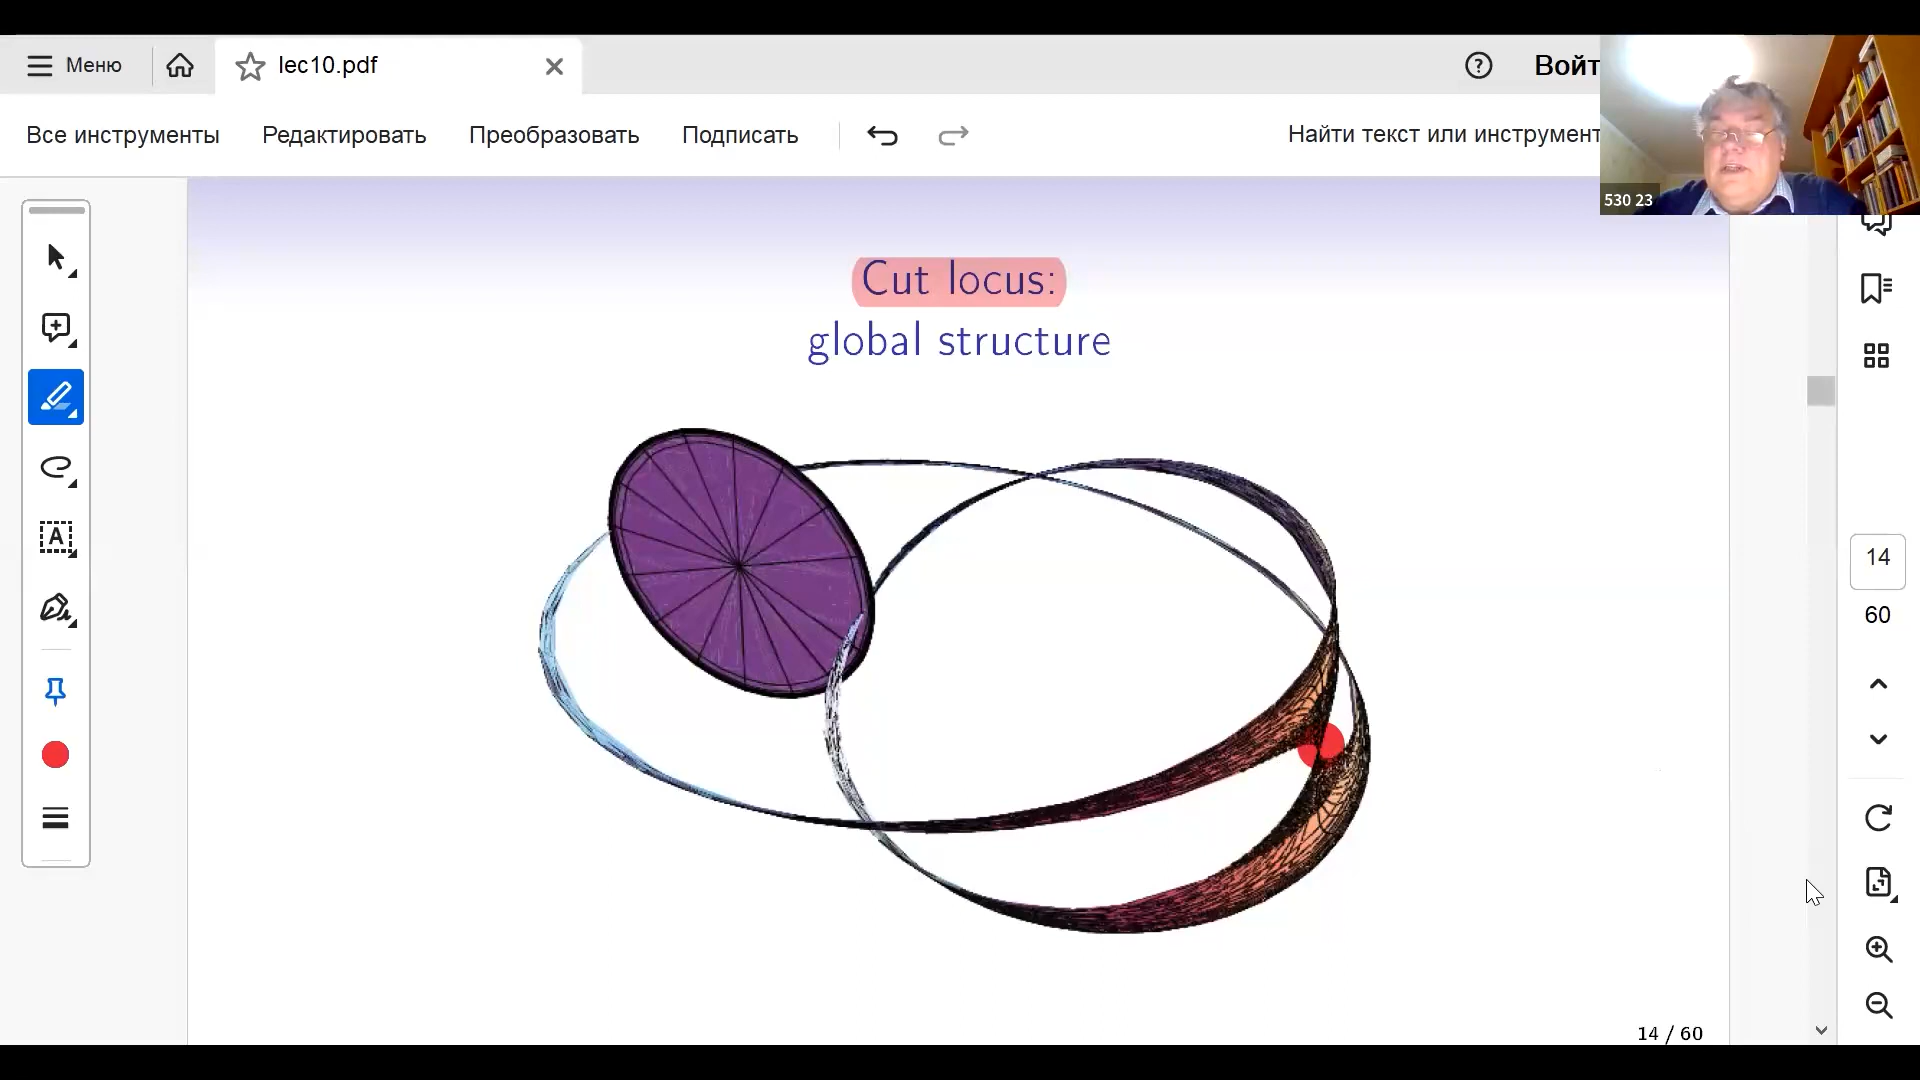 Меню
lec10.pdf
Войт
Все инструменты
Редактировать
Преобразовать
Подписать
Найти текст или инструмент
530 23
Cut locus:
global structure
A
14
60
14 / 60